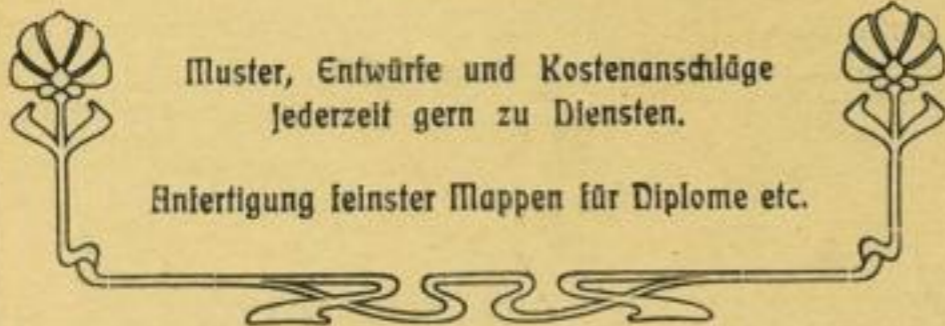 Muster, Entwürfe und Kostenanschläge
jederzeit gern zu Diensten.
Anfertigung feinster Mappen für Diplome etc.